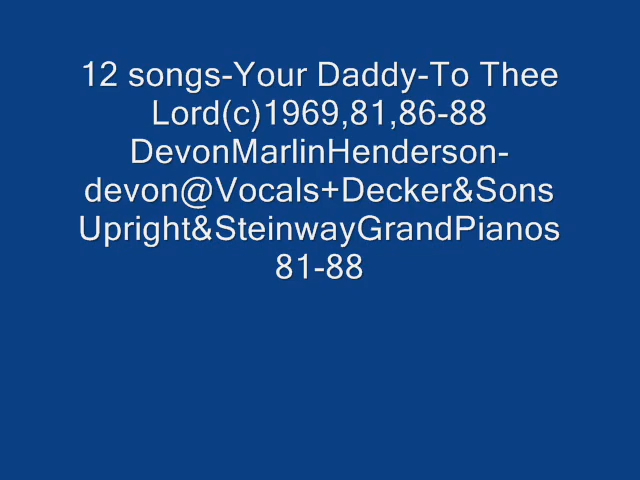 12 songs-Your Daddy-To Thee
Lord(c)1969,81,86-88
DevonMarlinHenderson-
devon@Vocals+Decker&Sons
Upright&SteinwayGrandPianos
81-88